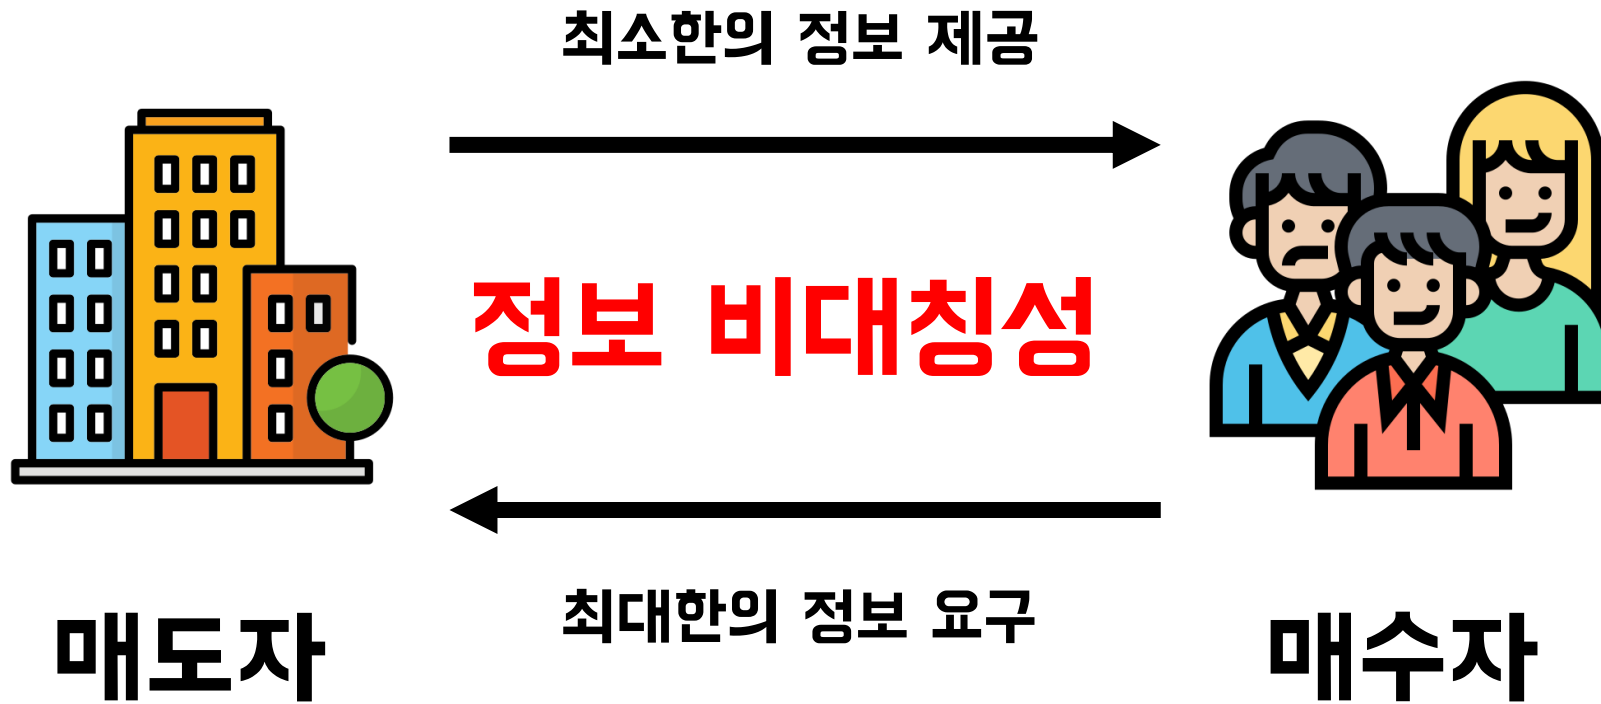 최소한의 정보 제공
정보 비대칭성
최대한의 정보 요구
매도자
매수자